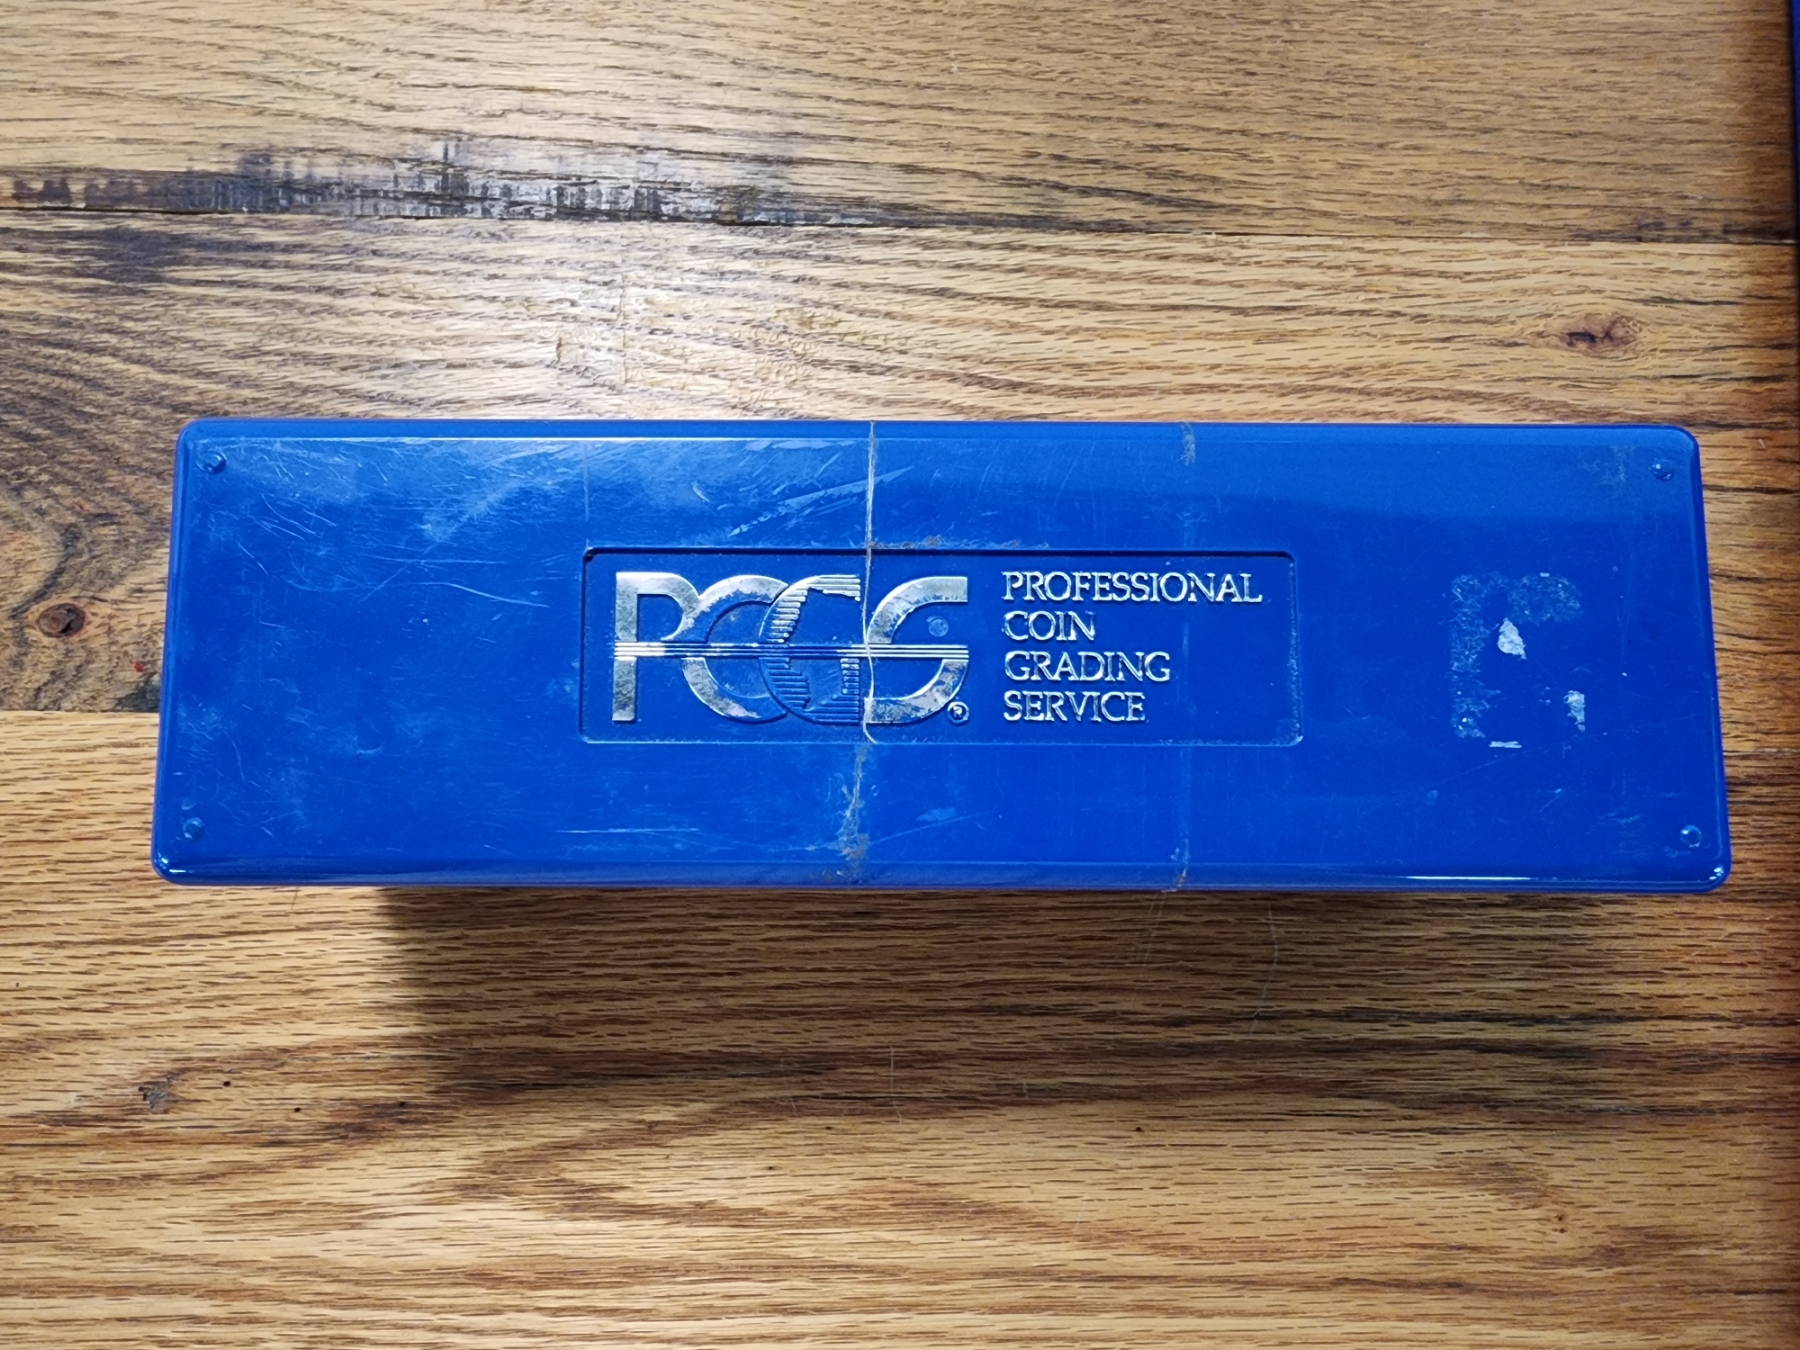 PCGS®
PROFESSIONAL
COIN
GRADING
SERVICE